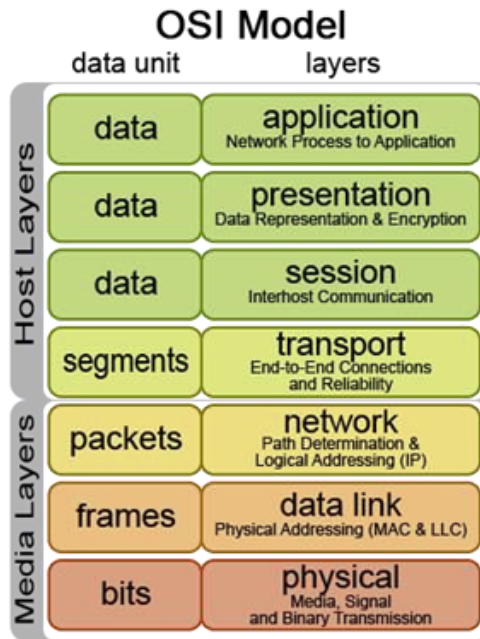 OSI Model
data unit layers
Host Layers
data
application
Network Process to Application
data
presentation
Data Representation & Encryption
data
session
Interhost Communication
segments
transport
End-to-End Connections
and Reliability
Media Layers
packets
network
Path Determination &
Logical Addressing (IP)
frames
data link
Physical Addressing (MAC & LLC)
bits
physical
Media, Signal
and Binary Transmission